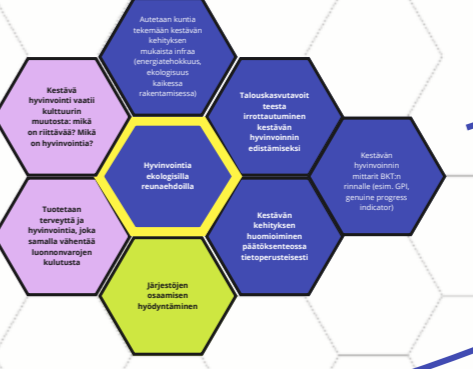 Autetaan kuntia
tekemään kestävän
kehityksen
mukaista infraa
(energiatehokkuus,
ekologisuus
kaikessa
rakentamisessa)
Kestävä
hyvinvointi vaatii
kulttuurin
muutosta: mikä
on riittävää? Mikä
on hyvinvointia?
Talouskasvutavoit
teesta
irrottautuminen
kestävän
hyvinvoinnin
edistämiseksi
Hyvinvointia
ekologisilla
reunaehdoilla
Kestävän
hyvinvoinnin
mittarit BKT:n
rinnalle (esim. GPI,
genuine progress
indicator)
Tuotetaan
terveyttä ja
hyvinvointia, joka
samalla vähentää
luonnonvarojen
kulutusta
Kestävän
kehityksen
huomioiminen
päätöksenteossa
tietoperusteisesti
Järjestöjen
osaamisen
hyödyntäminen